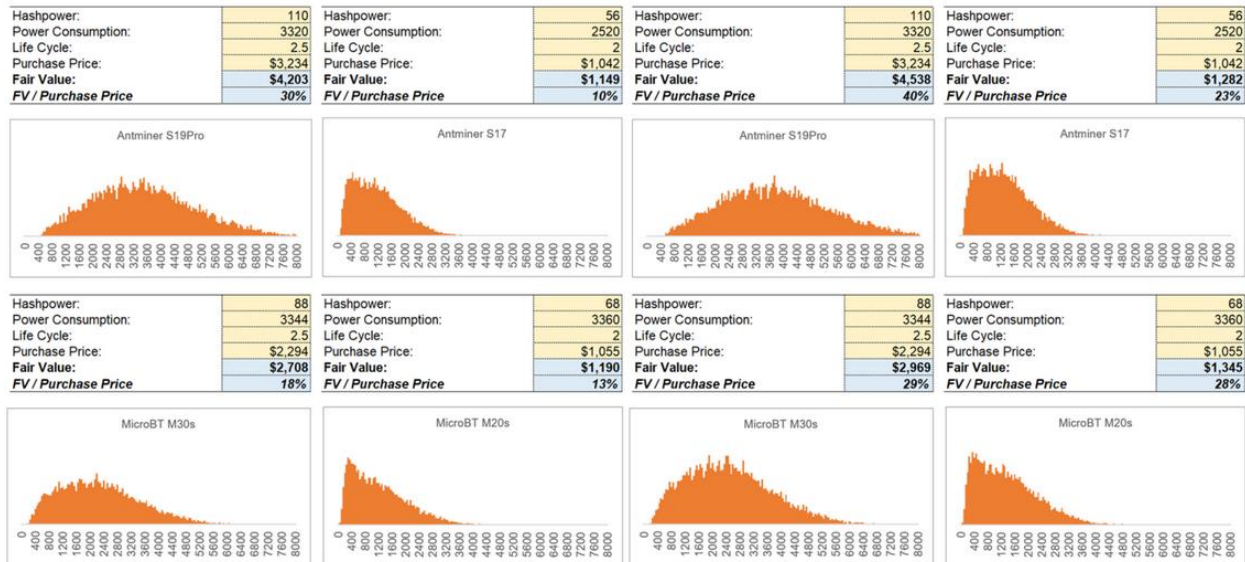 Hashpower: 110 Hashpower: 56 Hashpower: 110 Hashpower: 56
Power Consumption: 3320 Power Consumption: 2520 Power Consumption: 3320 Power Consumption: 2520
Life Cycle: 2.5 Life Cycle: 2 Life Cycle: 2.5 Life Cycle: 2
Purchase Price: $3,234 Purchase Price: $1,042 Purchase Price: $3,234 Purchase Price: $1,042
Fair Value: $4,203 Fair Value: $1,149 Fair Value: $4,538 Fair Value: $1,282
FV / Purchase Price 30% FV / Purchase Price 10% FV / Purchase Price 40% FV / Purchase Price 23%
Antminer S19Pro Antminer S17 Antminer S19Pro Antminer S17
0 400 800 1200 1600 2000 2400 2800 3200 3600 4000 4400 4800 5200 5600 6000 6400 6800 7200 7600 8000 0 400 800 1200 1600 2000 2400 2800 3200 3600 4000 4400 4800 5200 5600 6000 6400 6800 7200 7600 8000 0 400 800 1200 1600 2000 2400 2800 3200 3600 4000 4400 4800 5200 5600 6000 6400 6800 7200 7600 8000 0 400 800 1200 1600 2000 2400 2800 3200 3600 4000 4400 4800 5200 5600 6000 6400 6800 7200 7600 8000
Hashpower: 88 Hashpower: 68 Hashpower: 88 Hashpower: 68
Power Consumption: 3344 Power Consumption: 3360 Power Consumption: 3344 Power Consumption: 3360
Life Cycle: 2.5 Life Cycle: 2 Life Cycle: 2.5 Life Cycle: 2
Purchase Price: $2,294 Purchase Price: $1,055 Purchase Price: $2,294 Purchase Price: $1,055
Fair Value: $2,708 Fair Value: $1,190 Fair Value: $2,969 Fair Value: $1,345
FV / Purchase Price 18% FV / Purchase Price 13% FV / Purchase Price 29% FV / Purchase Price 28%
MicroBT M30s MicroBT M20s MicroBT M30s MicroBT M20s
0 400 800 1200 1600 2000 2400 2800 3200 3600 4000 4400 4800 5200 5600 6000 6400 6800 7200 7600 8000 0 400 800 1200 1600 2000 2400 2800 3200 3600 4000 4400 4800 5200 5600 6000 6400 6800 7200 7600 8000 0 400 800 1200 1600 2000 2400 2800 3200 3600 4000 4400 4800 5200 5600 6000 6400 6800 7200 7600 8000 0 400 800 1200 1600 2000 2400 2800 3200 3600 4000 4400 4800 5200 5600 6000 6400 6800 7200 7600 8000